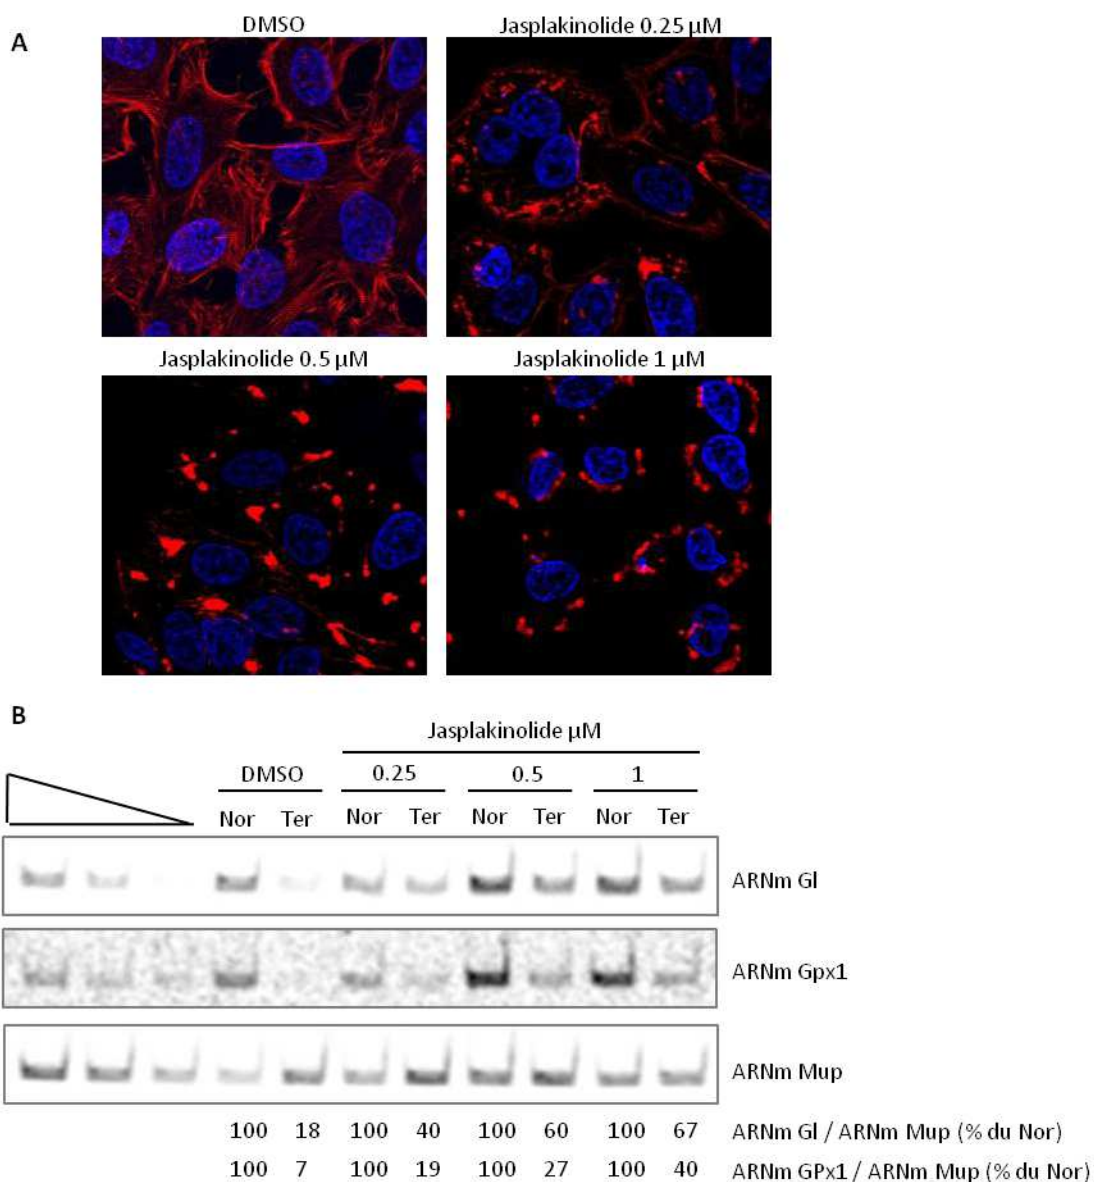 A
DMSO
Jasplakinolide 0.25 µM
Jasplakinolide 0.5 µM
Jasplakinolide 1 µM
B
Jasplakinolide µM
DMSO 0.25 0.5 1
Nor Ter Nor Ter Nor Ter Nor Ter
ARNm Gl
ARNm Gpx1
ARNm Mup
100 18 100 40 100 60 100 67 ARNm Gl / ARNm Mup (% du Nor)
100 7 100 19 100 27 100 40 ARNm GPx1 / ARNm Mup (% du Nor)